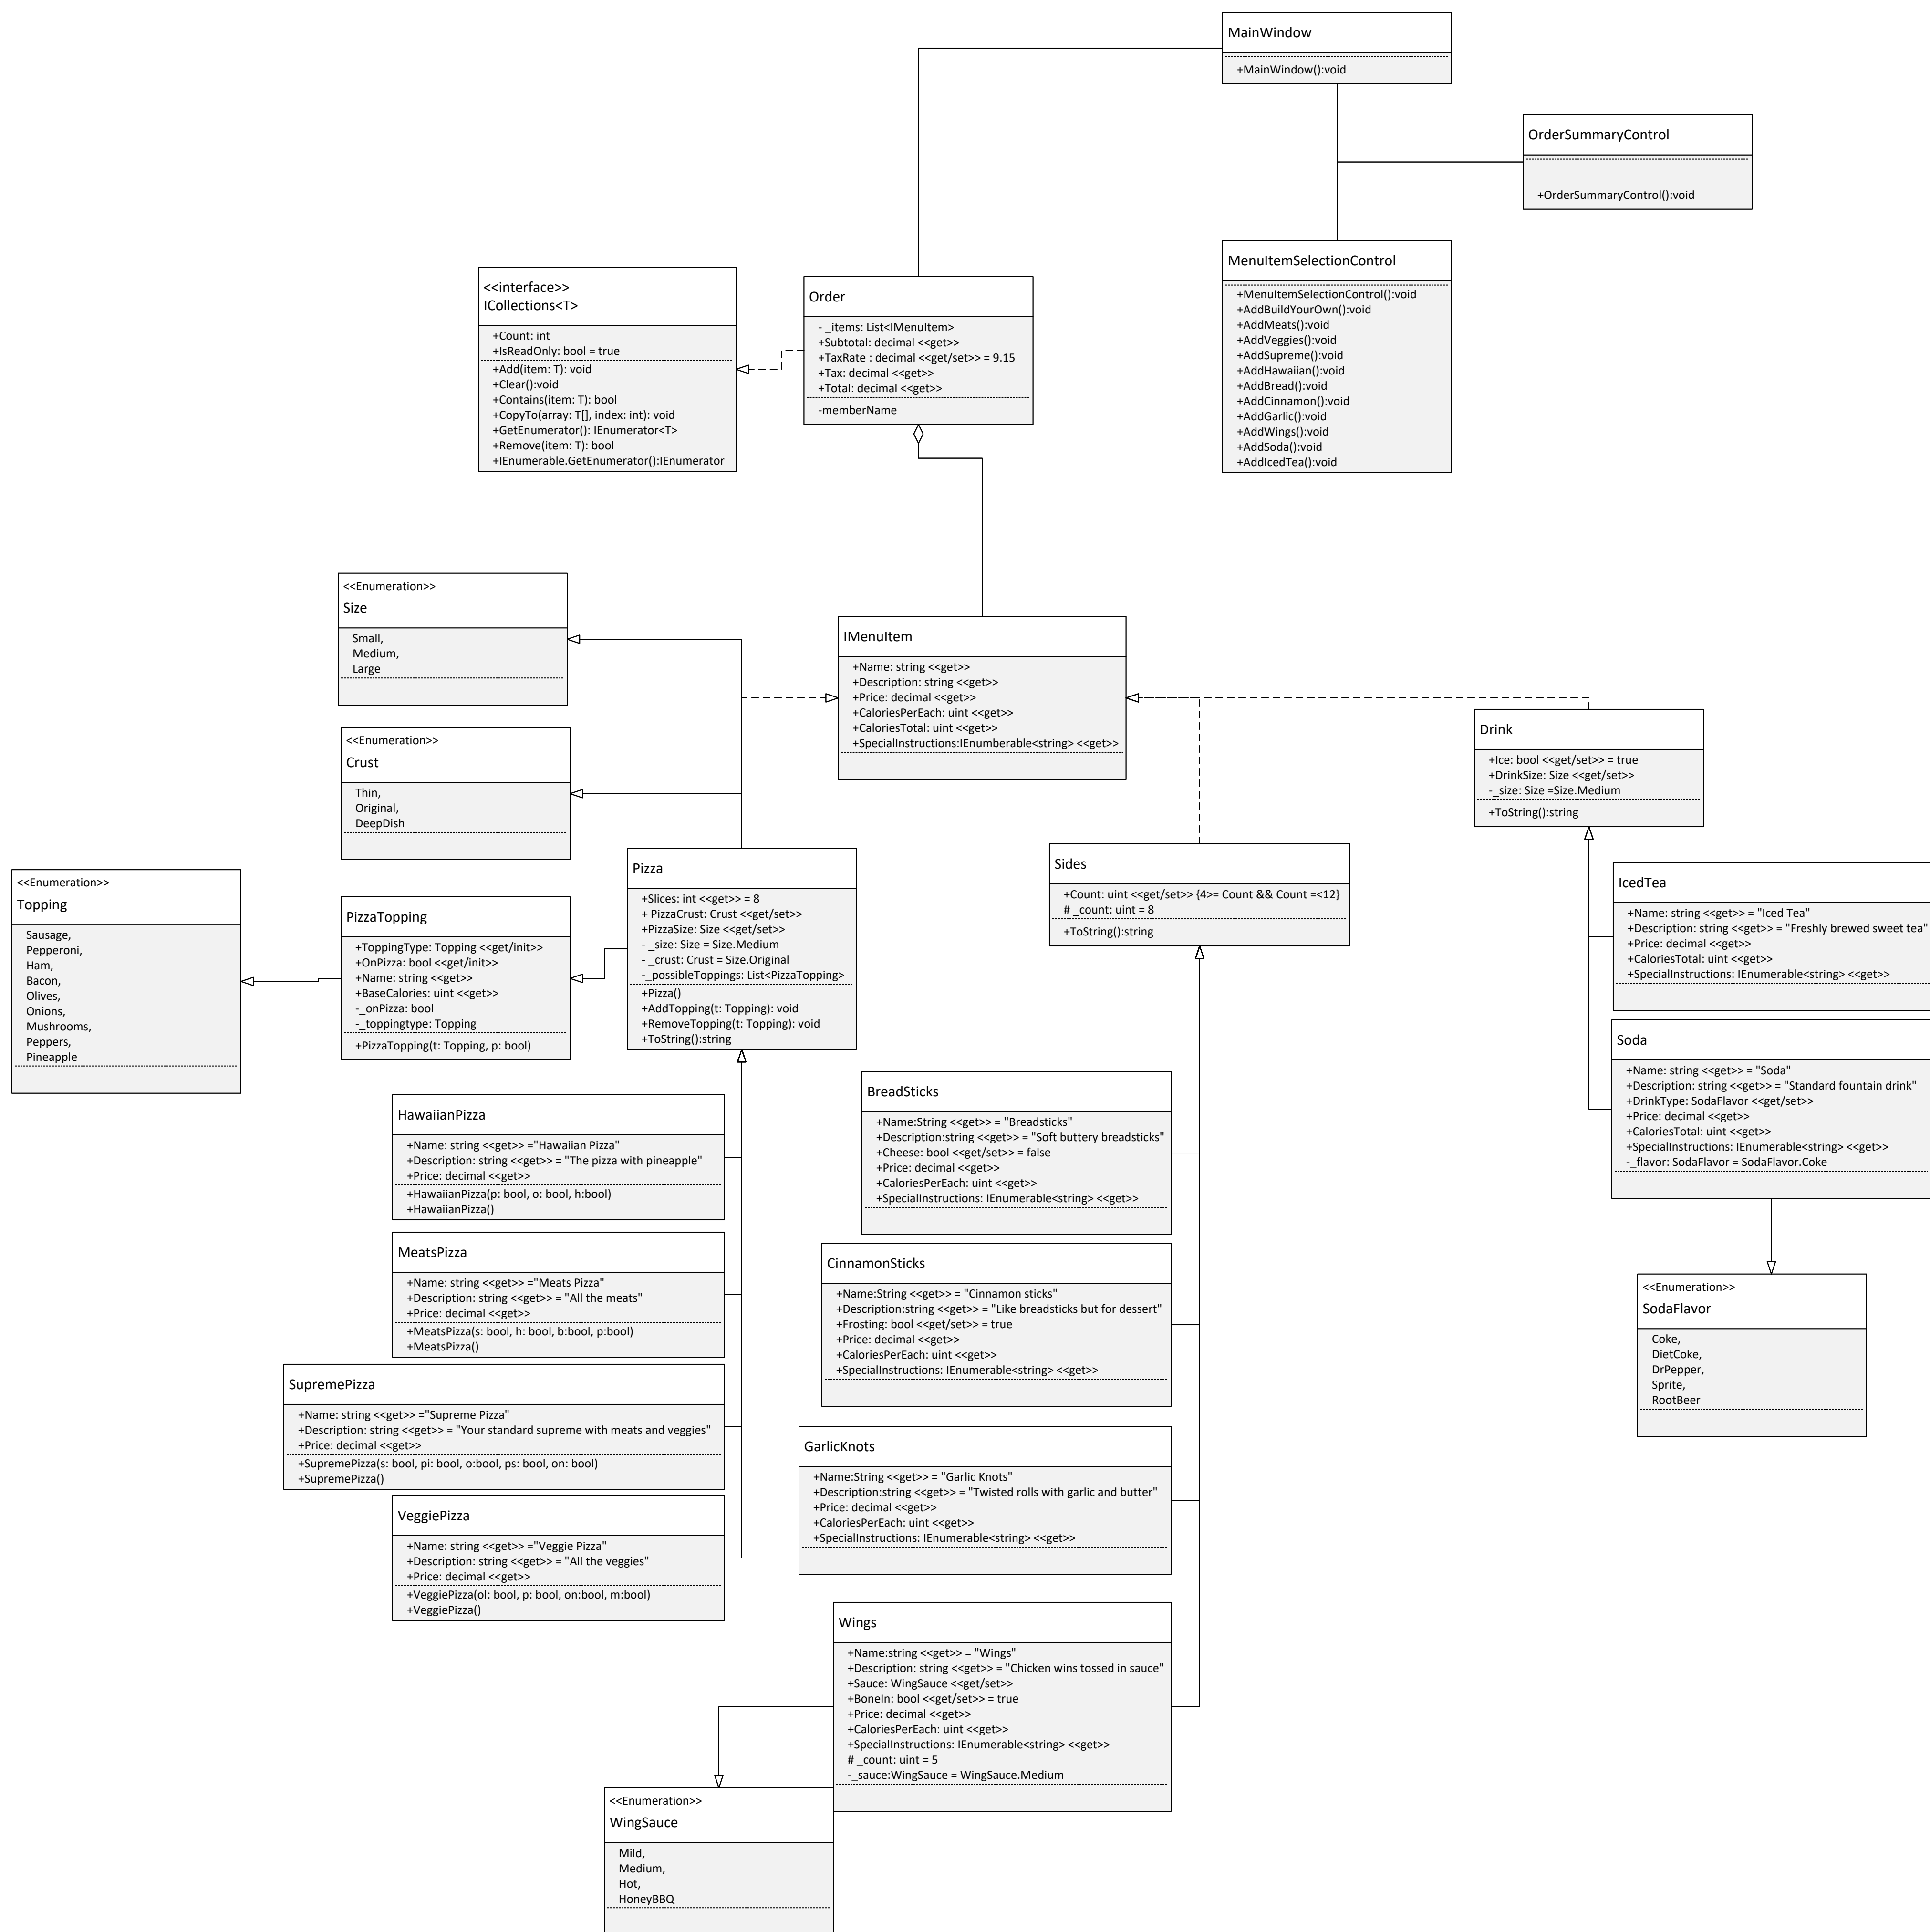 MainWindow
+MainWindow():void
OrderSummaryControl
+OrderSummaryControl():void
MenuItemSelectionControl
+MenuItemSelectionControl():void
+AddBuildYourOwn():void
+AddMeats():void
+AddVeggies():void
+AddSupreme():void
+AddHawaiian():void
+AddBread():void
+AddCinnamon():void
+AddGarlic():void
+AddWings():void
+AddSoda():void
+AddIcedTea():void
<<interface>>
ICollections<T>
+Count: int
+IsReadOnly: bool = true
+Add(item: T): void
+Clear():void
+Contains(item: T): bool
+CopyTo(array: T[], index: int): void
+GetEnumerator(): IEnumerator<T>
+Remove(item: T): bool
+IEnumerable.GetEnumerator():IEnumerator
Order
- _items: List<IMenuItem>
+Subtotal: decimal <<get>>
+TaxRate : decimal <<get/set>> = 9.15
+Tax: decimal <<get>>
+Total: decimal <<get>>
-memberName
<<Enumeration>>
Size
Small,
Medium,
Large
IMenuItem
+Name: string <<get>>
+Description: string <<get>>
+Price: decimal <<get>>
+CaloriesPerEach: uint <<get>>
+CaloriesTotal: uint <<get>>
+SpecialInstructions:IEnumberable<string> <<get>>
<<Enumeration>>
Crust
Thin,
Original,
DeepDish
Drink
+Ice: bool <<get/set>> = true
+DrinkSize: Size <<get/set>>
-_size: Size =Size.Medium
+ToString():string
<<Enumeration>>
Topping
Sausage,
Pepperoni,
Ham,
Bacon,
Olives,
Onions,
Mushrooms,
Peppers,
Pineapple
PizzaTopping
+ToppingType: Topping <<get/init>>
+OnPizza: bool <<get/init>>
+Name: string <<get>>
+BaseCalories: uint <<get>>
-_onPizza: bool
-_toppingtype: Topping
+PizzaTopping(t: Topping, p: bool)
Pizza
+Slices: int <<get>> = 8
+ PizzaCrust: Crust <<get/set>>
+PizzaSize: Size <<get/set>>
- _size: Size = Size.Medium
- _crust: Crust = Size.Original
-_possibleToppings: List<PizzaTopping>
+Pizza()
+AddTopping(t: Topping): void
+RemoveTopping(t: Topping): void
+ToString():string
Sides
+Count: uint <<get/set>> {4>= Count && Count =<12}
# _count: uint = 8
+ToString():string
IcedTea
+Name: string <<get>> = "Iced Tea"
+Description: string <<get>> = "Freshly brewed sweet tea"
+Price: decimal <<get>>
+CaloriesTotal: uint <<get>>
+SpecialInstructions: IEnumerable<string> <<get>>
Soda
+Name: string <<get>> = "Soda"
+Description: string <<get>> = "Standard fountain drink"
+DrinkType: SodaFlavor <<get/set>>
+Price: decimal <<get>>
+CaloriesTotal: uint <<get>>
+SpecialInstructions: IEnumerable<string> <<get>>
-_flavor: SodaFlavor = SodaFlavor.Coke
HawaiianPizza
+Name: string <<get>> ="Hawaiian Pizza"
+Description: string <<get>> = "The pizza with pineapple"
+Price: decimal <<get>>
+HawaiianPizza(p: bool, o: bool, h:bool)
+HawaiianPizza()
MeatsPizza
+Name: string <<get>> ="Meats Pizza"
+Description: string <<get>> = "All the meats"
+Price: decimal <<get>>
+MeatsPizza(s: bool, h: bool, b:bool, p:bool)
+MeatsPizza()
SupremePizza
+Name: string <<get>> ="Supreme Pizza"
+Description: string <<get>> = "Your standard supreme with meats and veggies"
+Price: decimal <<get>>
+SupremePizza(s: bool, pi: bool, o:bool, ps: bool, on: bool)
+SupremePizza()
VeggiePizza
+Name: string <<get>> ="Veggie Pizza"
+Description: string <<get>> = "All the veggies"
+Price: decimal <<get>>
+VeggiePizza(ol: bool, p: bool, on:bool, m:bool)
+VeggiePizza()
BreadSticks
+Name:String <<get>> = "Breadsticks"
+Description:string <<get>> = "Soft buttery breadsticks"
+Cheese: bool <<get/set>> = false
+Price: decimal <<get>>
+CaloriesPerEach: uint <<get>>
+SpecialInstructions: IEnumerable<string> <<get>>
CinnamonSticks
+Name:String <<get>> = "Cinnamon sticks"
+Description:string <<get>> = "Like breadsticks but for dessert"
+Frosting: bool <<get/set>> = true
+Price: decimal <<get>>
+CaloriesPerEach: uint <<get>>
+SpecialInstructions: IEnumerable<string> <<get>>
GarlicKnots
+Name:String <<get>> = "Garlic Knots"
+Description:string <<get>> = "Twisted rolls with garlic and butter"
+Price: decimal <<get>>
+CaloriesPerEach: uint <<get>>
+SpecialInstructions: IEnumerable<string> <<get>>
<<Enumeration>>
SodaFlavor
Coke,
DietCoke,
DrPepper,
Sprite,
RootBeer
Wings
+Name:string <<get>> = "Wings"
+Description: string <<get>> = "Chicken wins tossed in sauce"
+Sauce: WingSauce <<get/set>>
+BoneIn: bool <<get/set>> = true
+Price: decimal <<get>>
+CaloriesPerEach: uint <<get>>
+SpecialInstructions: IEnumerable<string> <<get>>
# _count: uint = 5
-_sauce:WingSauce = WingSauce.Medium
<<Enumeration>>
WingSauce
Mild,
Medium,
Hot,
HoneyBBQ